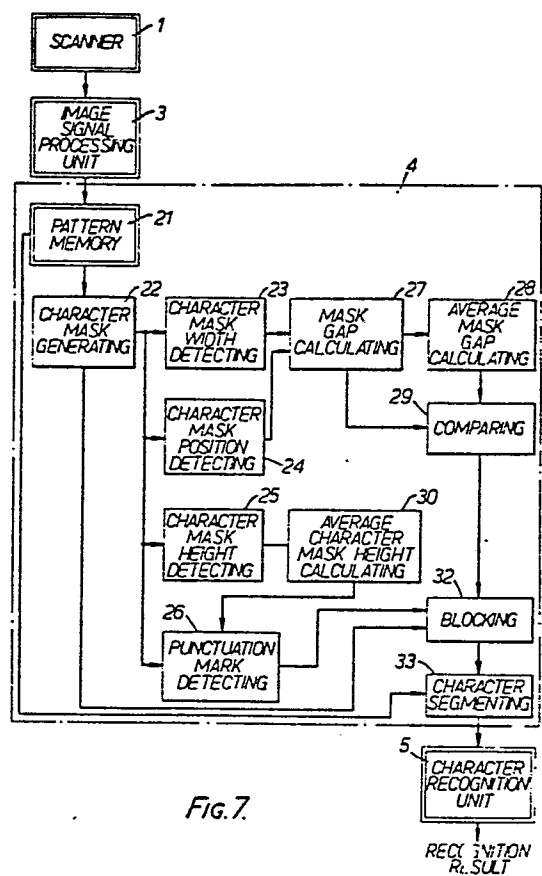 1
SCANNER
3
IMAGE
SIGNAL
PROCESSING
UNIT
4
21
PATTERN
MEMORY
22
CHARACTER
MASK
GENERATING
23
CHARACTER
MASK
WIDTH
DETECTING
27
MASK
GAP
CALCULATING
28
AVERAGE
MASK
GAP
CALCULATING
29
COMPARING
CHARACTER
MASK
POSITION
DETECTING
24
25
CHARACTER
MASK
HEIGHT
DETECTING
30
AVERAGE
CHARACTER
MASK HEIGHT
CALCULATING
26
PUNCTUATION
MARK
DETECTING
32
BLOCKING
33
CHARACTER
SEGMENTING
5
CHARACTER
RECOGNITION
UNIT
FIG.7.
RECOGNITION
RESULT